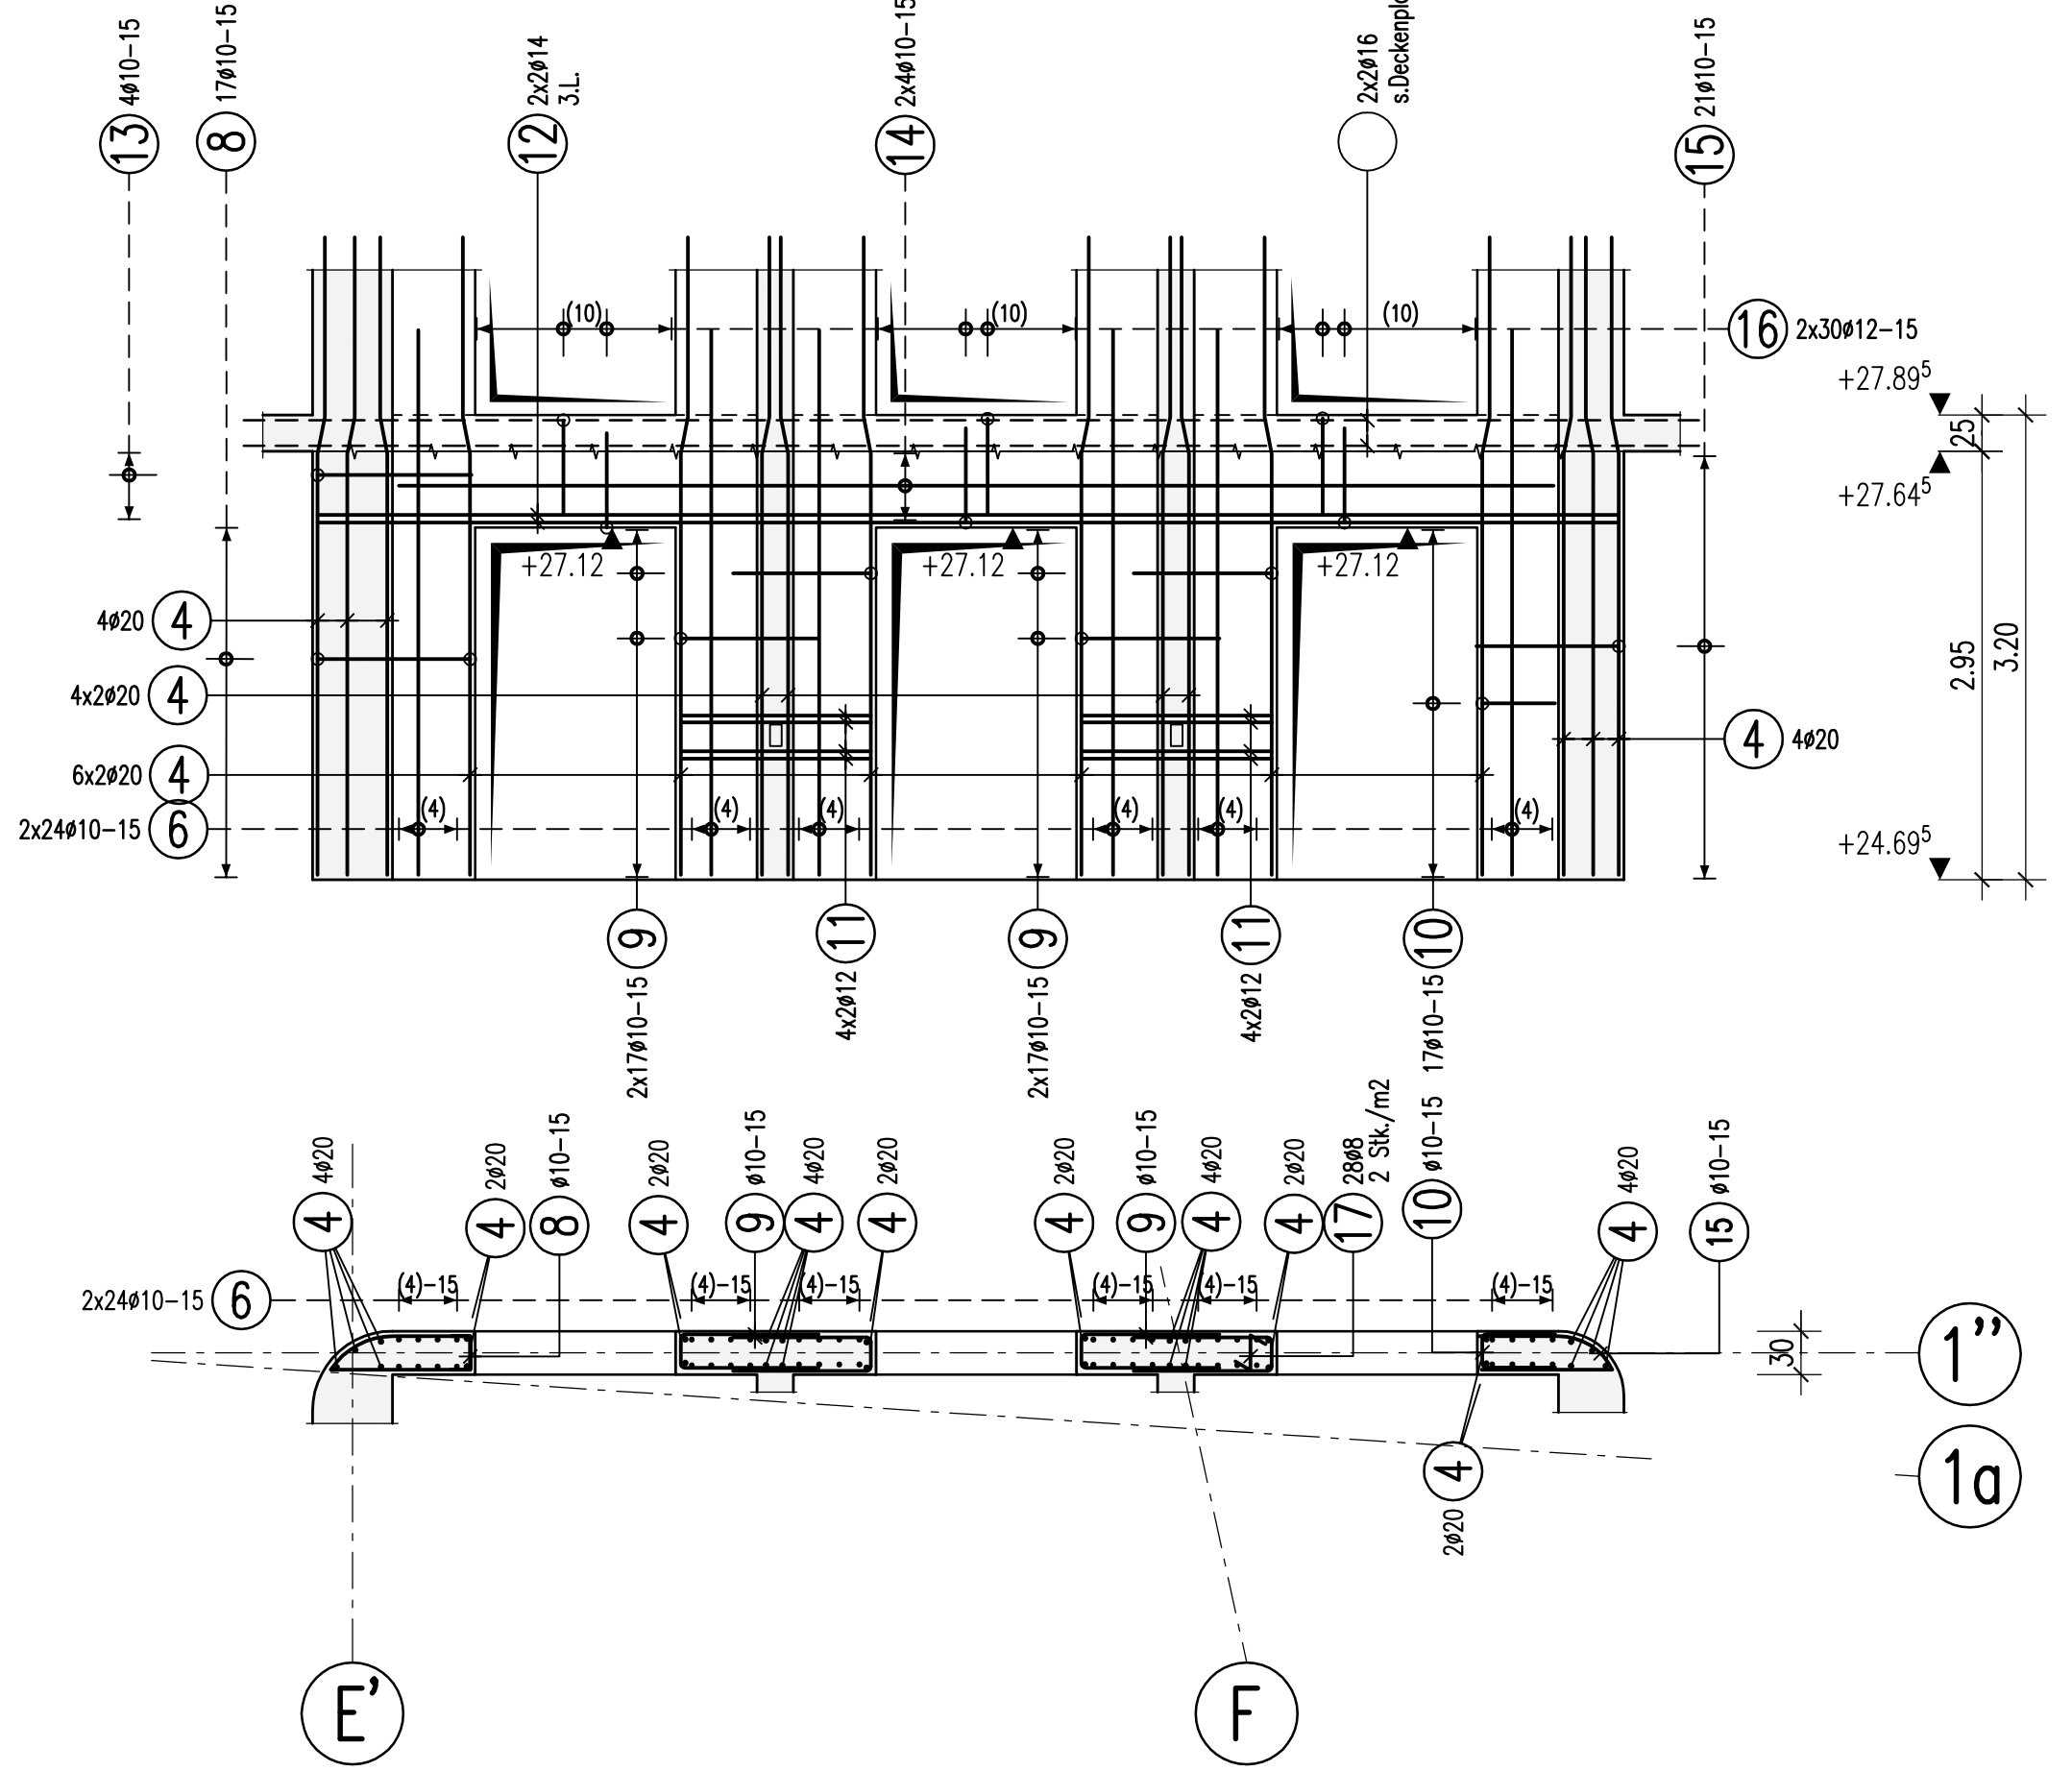 4ø10-15
13
17ø10-15
8
2x2ø14
3.L.
12
2x4ø10-15
14
2x2ø16
21ø10-15
15
(10)
(10)
(10)
16 2x30ø12-15
+27.89⁵
25
+27.64⁵
+27.12
+27.12
+27.12
4ø20 4
4x2ø20 4
2.95
3.20
4 4ø20
6x2ø20 4
2x24ø10-15 6
(4)
(4)
(4)
(4)
(4)
(4)
+24.69⁵
9
2x17ø10-15
11
4x2ø12
9
2x17ø10-15
11
4x2ø12
10
17ø10-15
4ø20
4
2ø20
4
ø10-15
8
2ø20
4
ø10-15
9
4ø20
4
2ø20
4
2ø20
4
ø10-15
9
4ø20
4
2ø20
4
28ø8
2 Stk./m2
17
ø10-15
10
4ø20
4
ø10-15
15
2x24ø10-15 6
(4)-15
(4)-15
(4)-15
(4)-15
(4)-15
(4)-15
30
1’’
1a
4
2ø20
E’
F